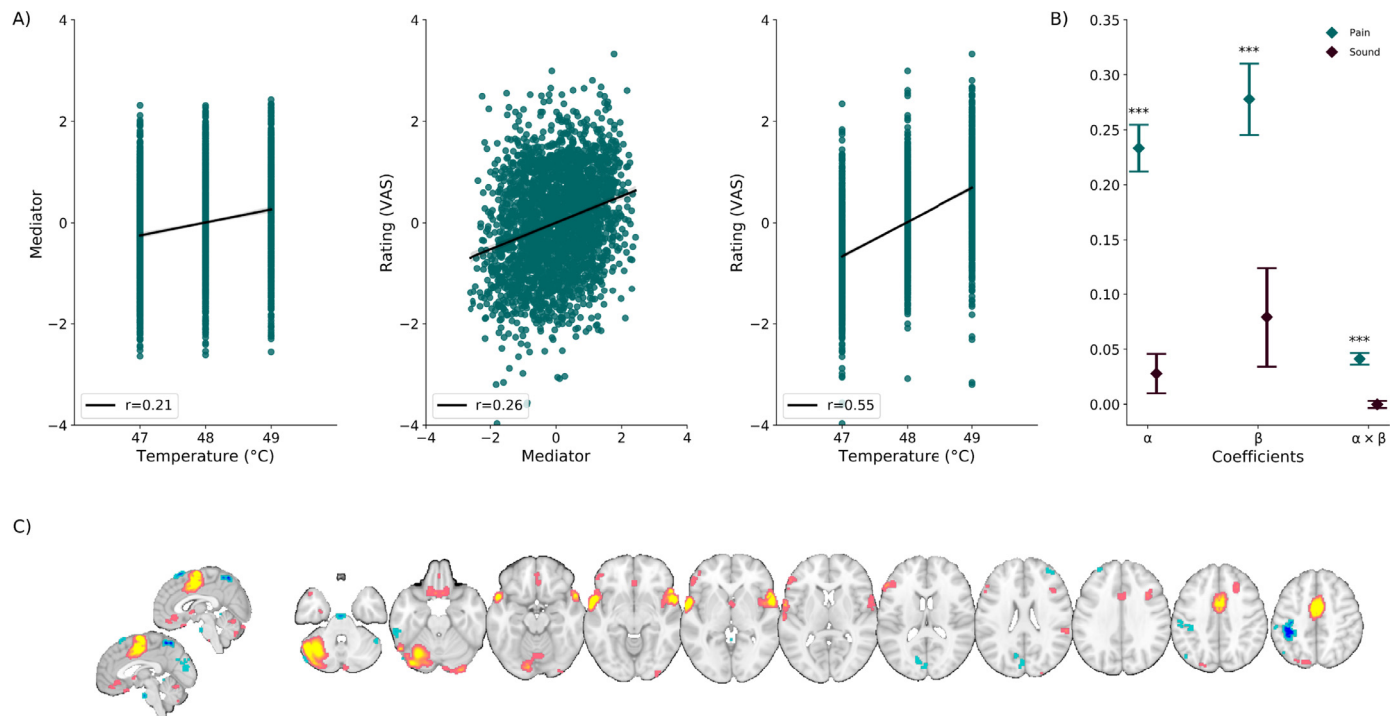 A)
4
2
0
−2
−4
Mediator
r=0.21
47 48 49
Temperature (°C)
4
2
0
−2
−4
Rating (VAS)
r=0.26
−4 −2 0 2 4
Mediator
4
2
0
−2
−4
Rating (VAS)
r=0.55
47 48 49
Temperature (°C)
B)
0.35
0.30
0.25
0.20
0.15
0.10
0.05
0.00
Pain
Sound
***
***
***
α β α × β
Coefficients
C)